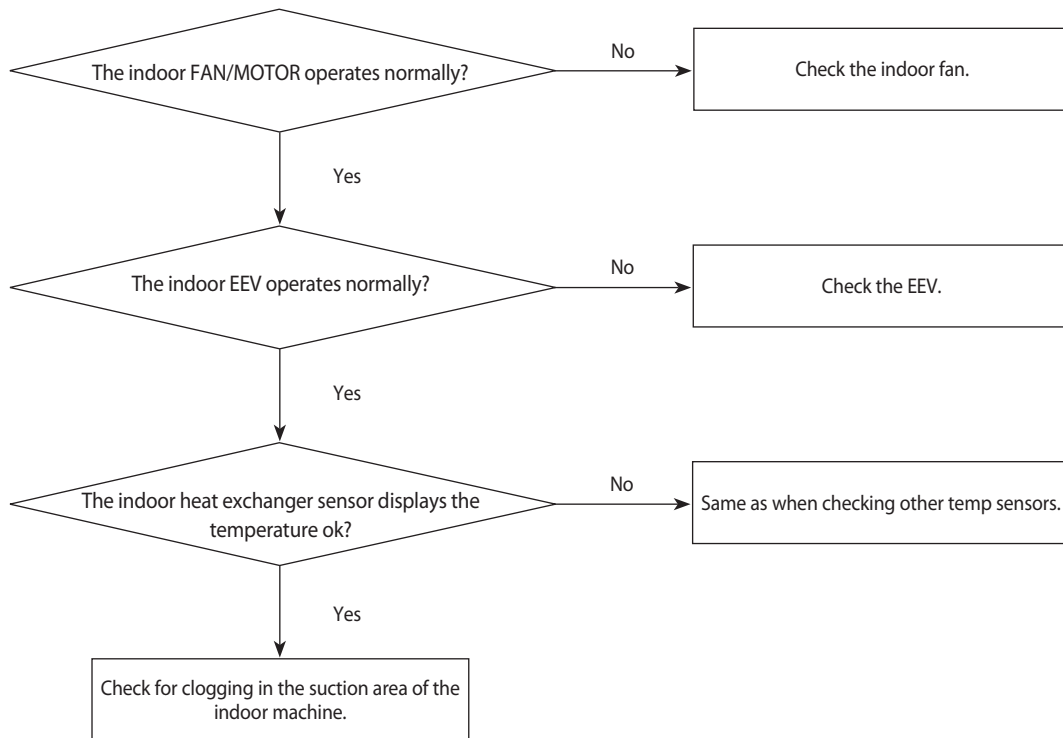 The indoor FAN/MOTOR operates normally?
No
Check the indoor fan.
Yes
The indoor EEV operates normally?
No
Check the EEV.
Yes
The indoor heat exchanger sensor displays the
temperature ok?
No
Same as when checking other temp sensors.
Yes
Check for clogging in the suction area of the
indoor machine.